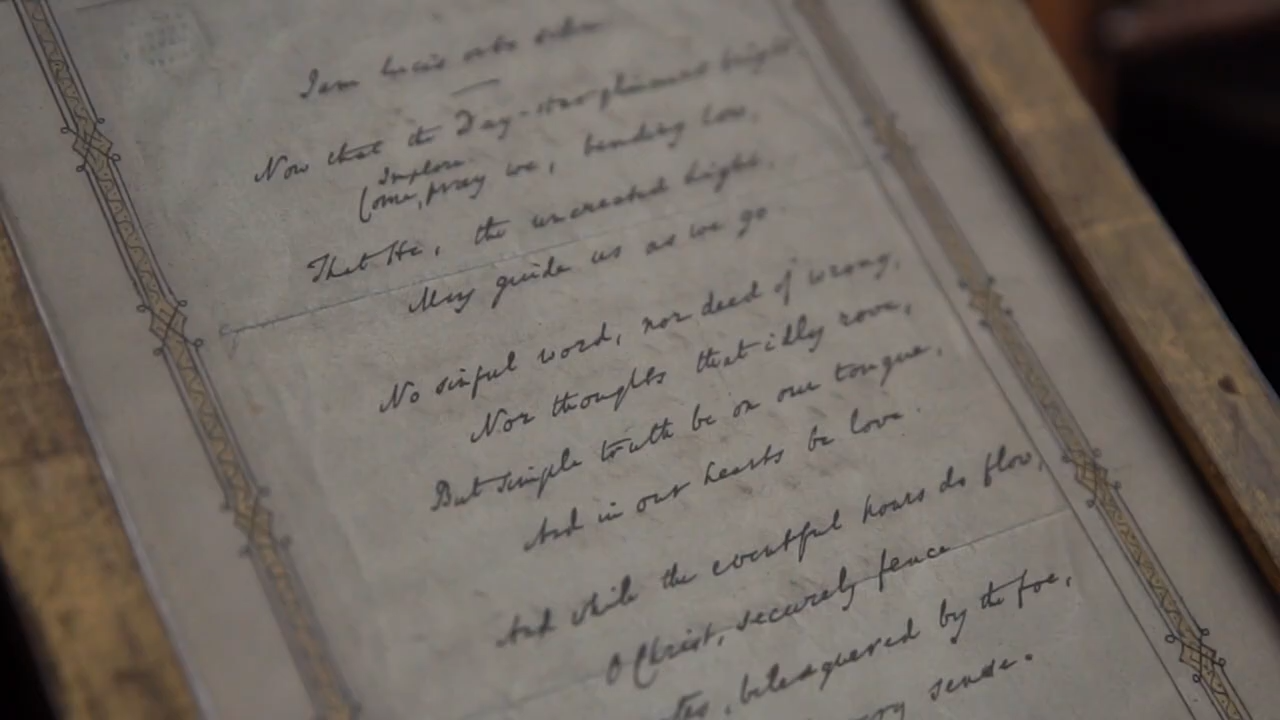 Iam lucis orto sidere
Now that the Day-star glimmers bright
Implore
Come, pray we, bending low,
That He, the uncreated Light
May guide us as we go.
No sinful word, nor deed of wrong,
Nor thoughts that idly rove,
But simple truth be on our tongue,
And in our hearts be love.
And while the eventful hours do flow,
O Christ, securely fence
beleaguered by the foe,
sense.